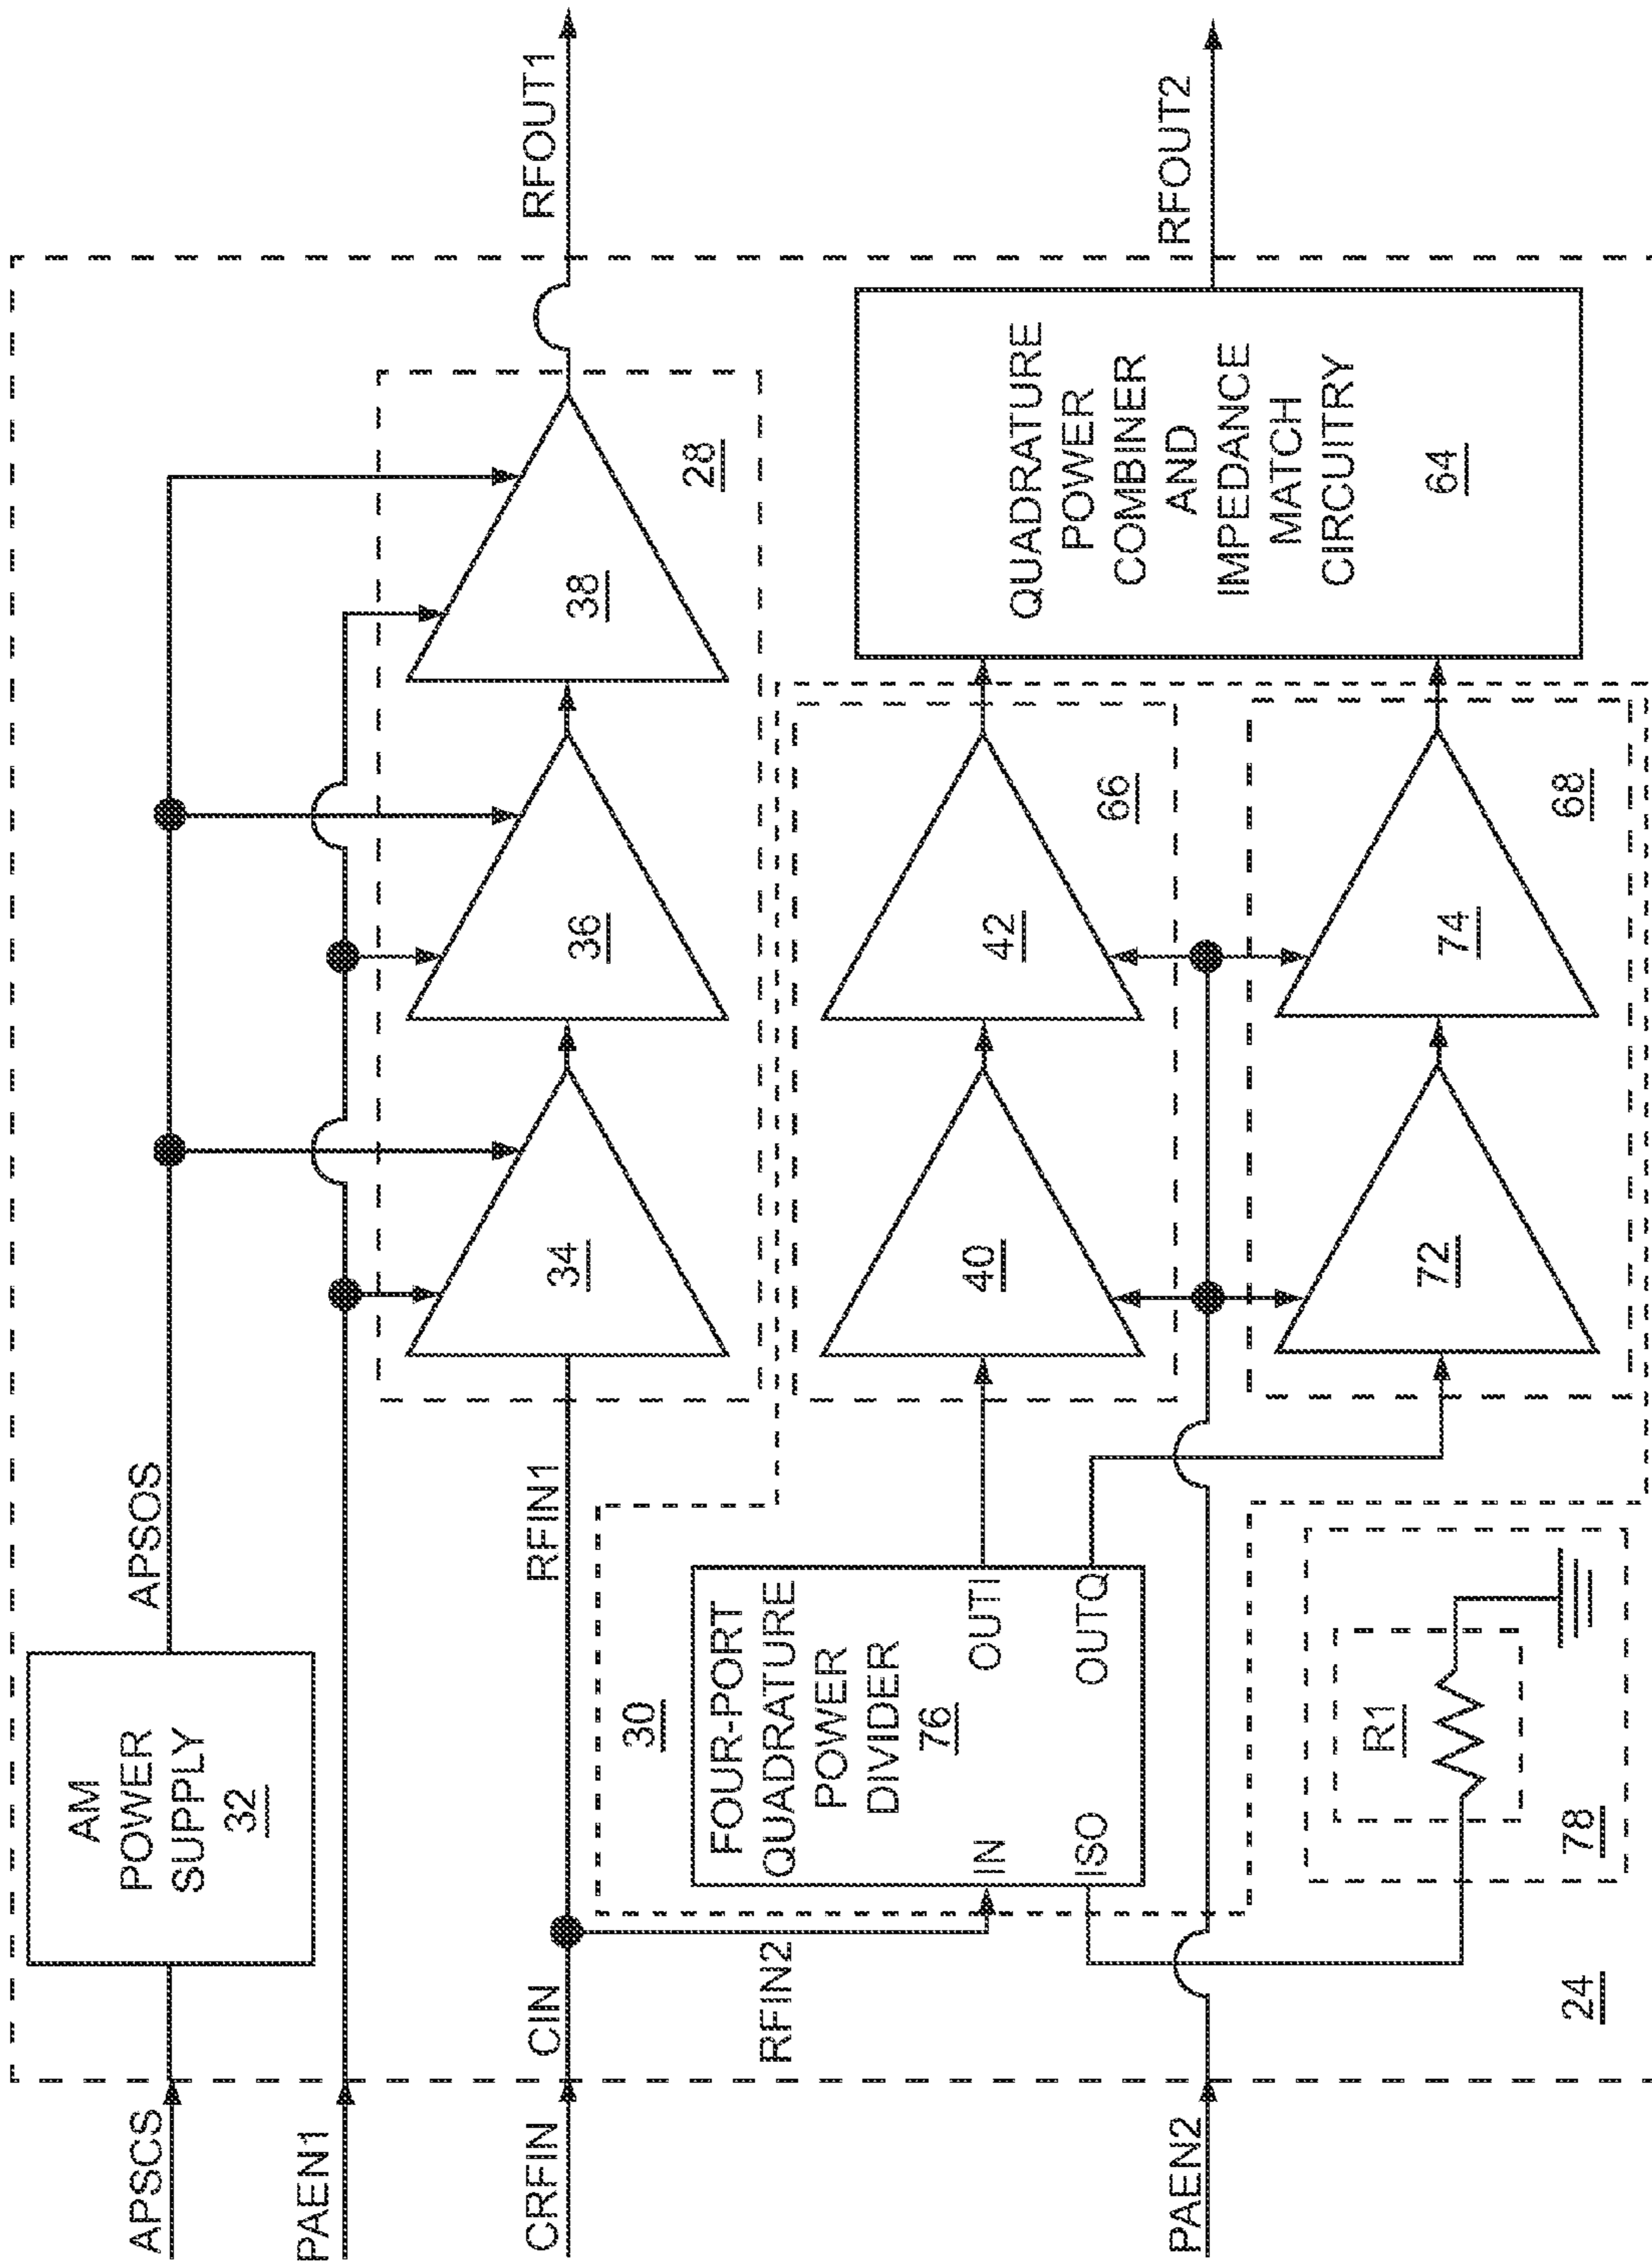 APSCS
AM
POWER
SUPPLY
32
APSOS
PAEN1
CRFIN
CIN
RFIN1
34
36
38
28
RFOUT1
RFIN2
30
FOUR-PORT
QUADRATURE
POWER
DIVIDER
76
IN
ISO
OUTI
OUTQ
40
42
66
QUADRATURE
POWER
COMBINER
AND
IMPEDANCE
MATCH
CIRCUITRY
64
RFOUT2
PAEN2
R1
78
72
74
68
24